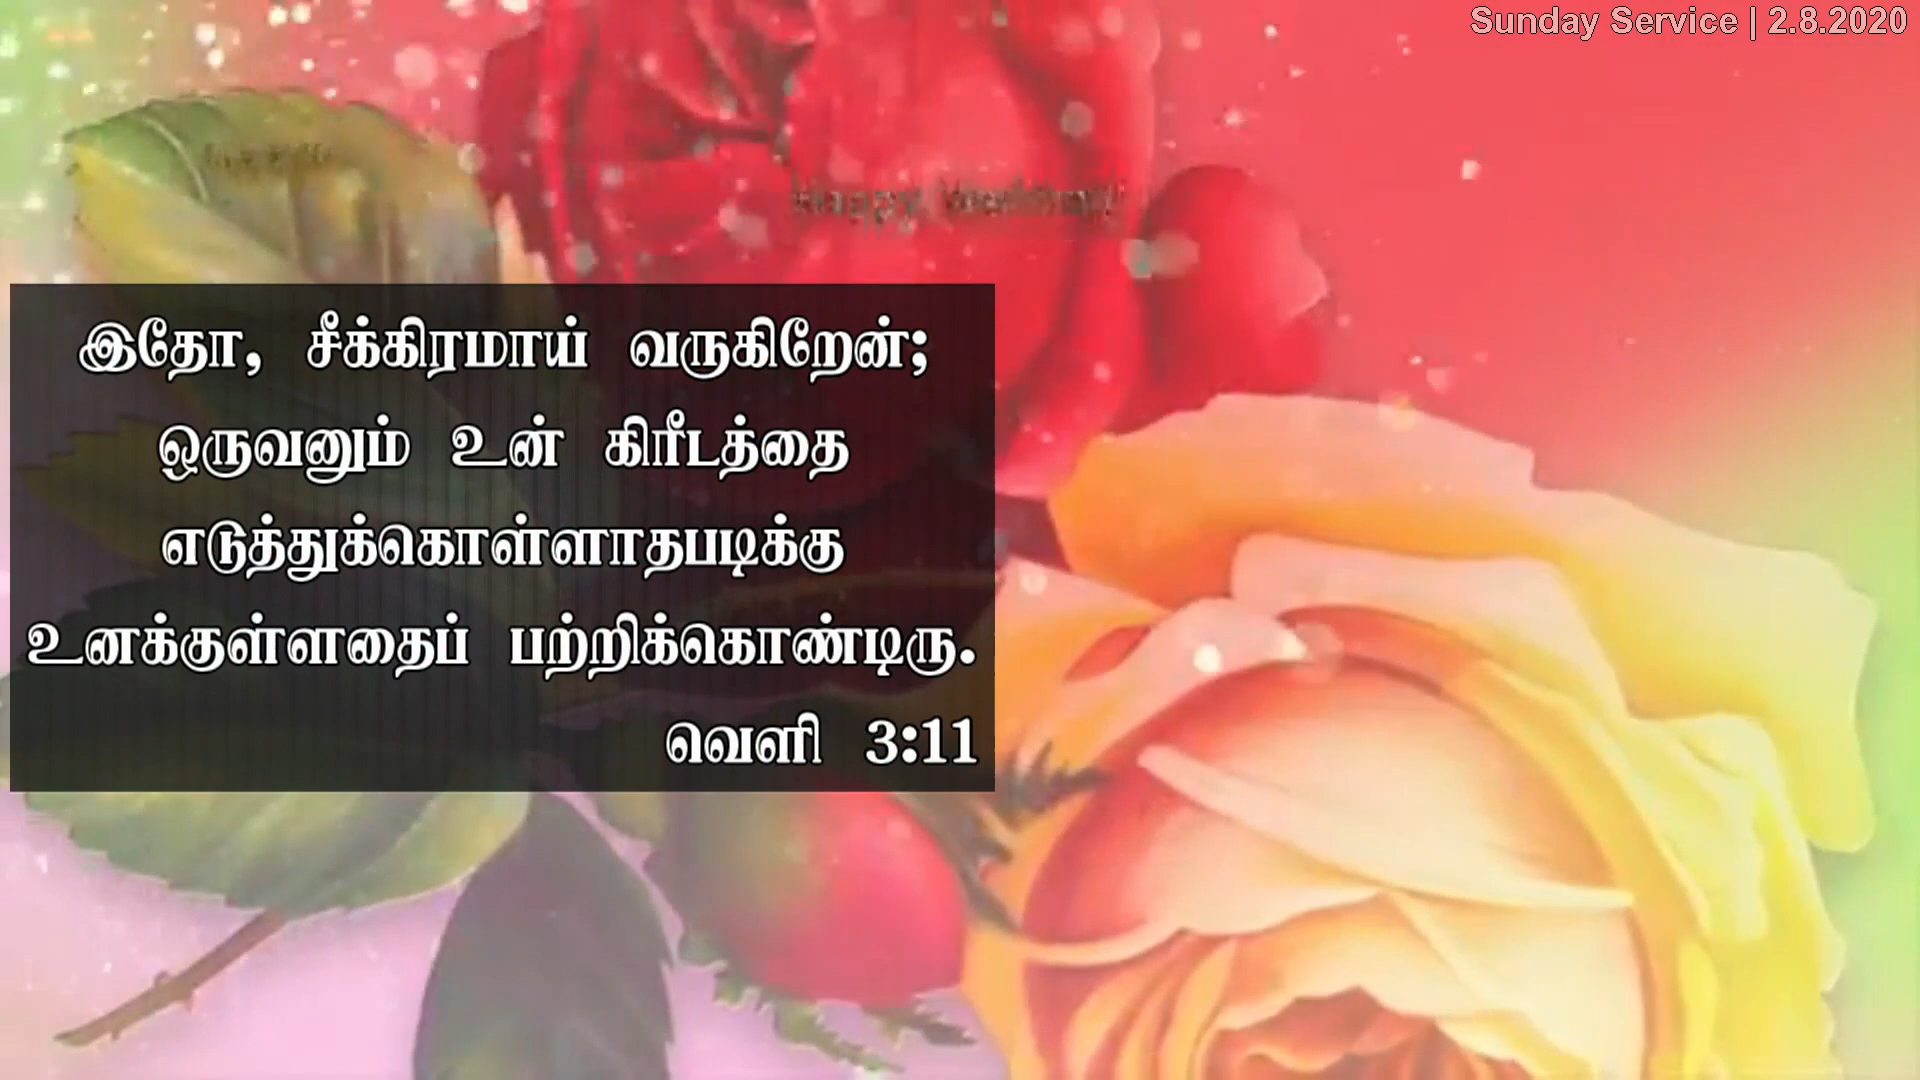 Sunday Service | 2.8.2020
இதோ, சீக்கிரமாய் வருகிறேன்;
ஒருவனும் உன் கிரீடத்தை
எடுத்துக்கொள்ளாதபடிக்கு
உனக்குள்ளதைப் பற்றிக்கொண்டிரு.
வெளி 3:11